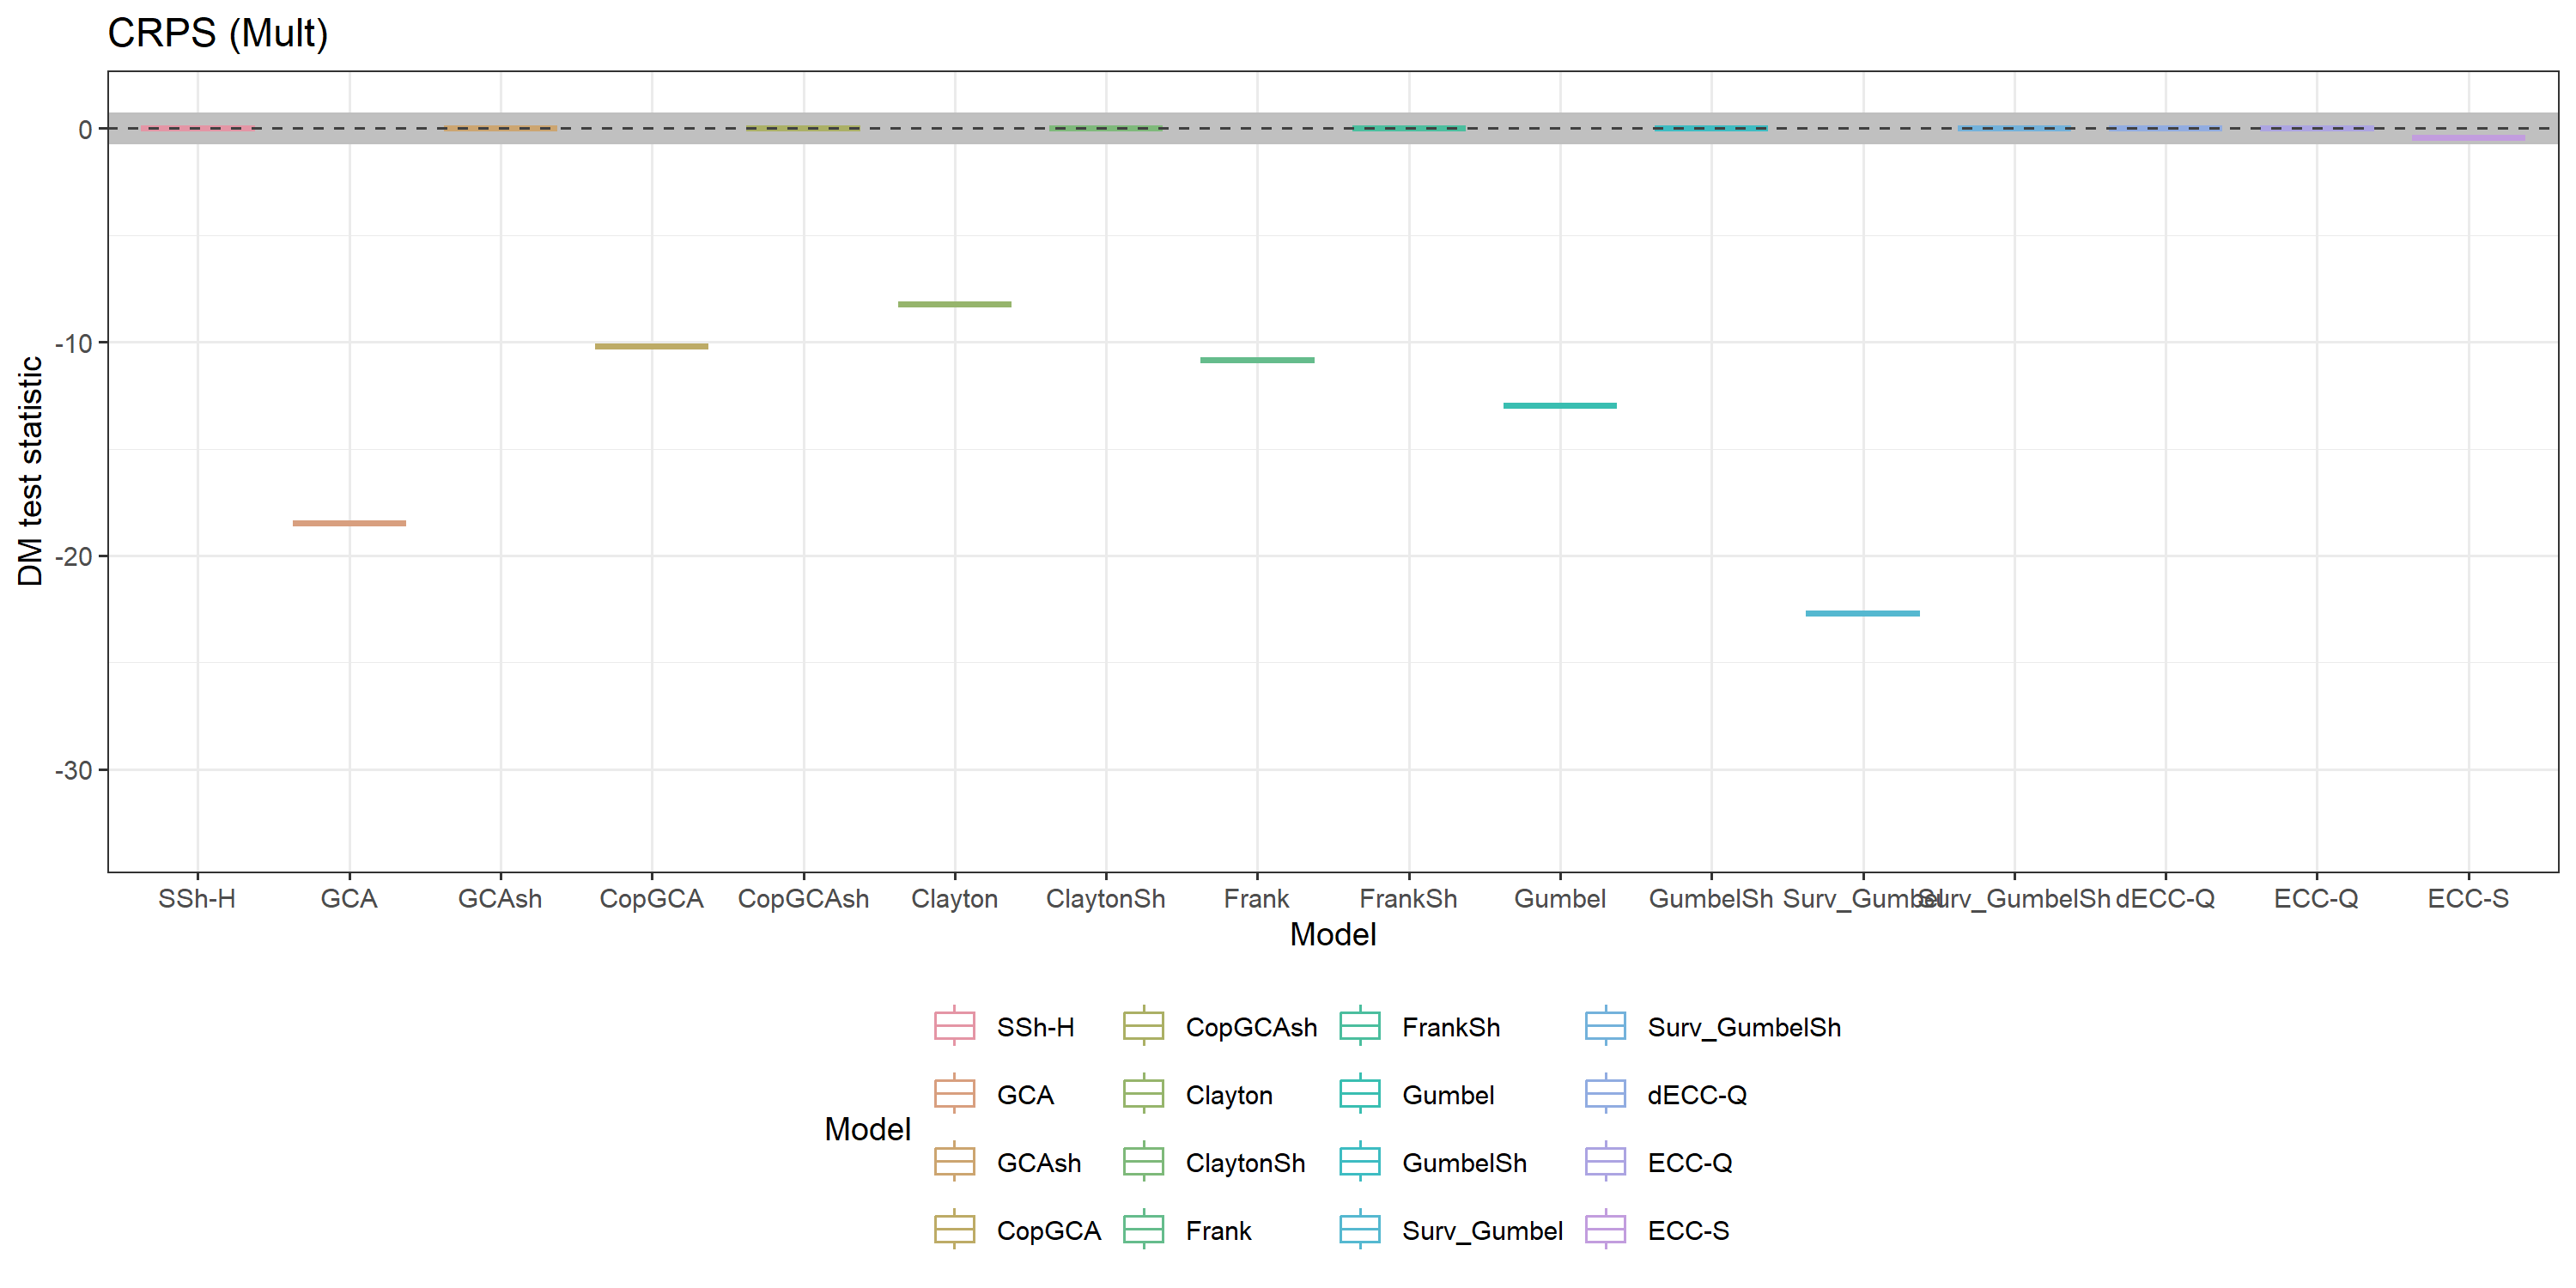 CRPS (Mult)
DM test statistic
0
-10
-20
-30
SSh-H GCA GCAsh CopGCA CopGCAsh Clayton ClaytonSh Frank FrankSh Gumbel GumbelSh Surv_Gumbel Surv_GumbelSh dECC-Q ECC-Q ECC-S
Model
Model
SSh-H CopGCAsh FrankSh Surv_GumbelSh
GCA Clayton Gumbel dECC-Q
GCAsh ClaytonSh GumbelSh ECC-Q
CopGCA Frank Surv_Gumbel ECC-S